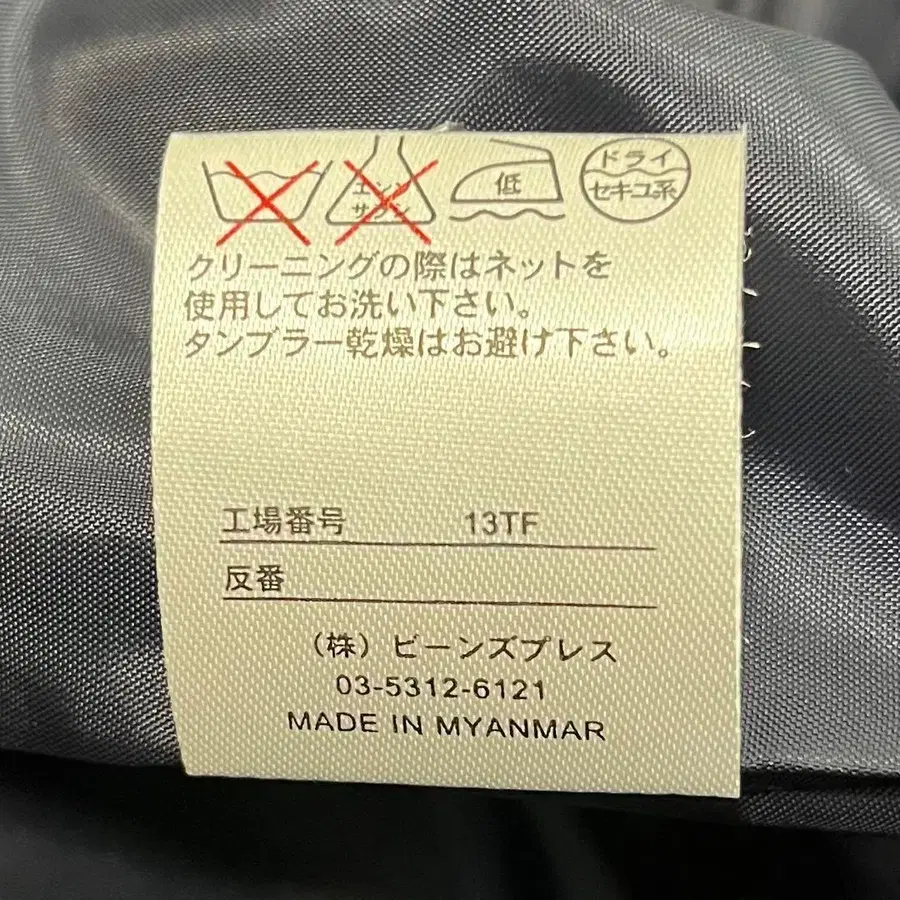 エンソ
サラシ
低
ドライ
セキユ系
クリーニングの際はネットを
使用してお洗い下さい。
タンブラー乾燥はお避け下さい。
工場番号 13TF
反番
（株）ビーンズプレス
03-5312-6121
MADE IN MYANMAR